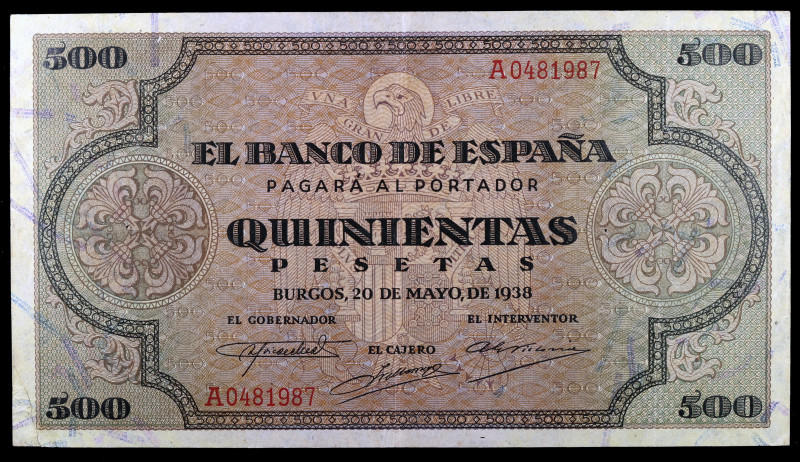 500 500
A0481987
UNA GRANDE LIBRE
EL BANCO DE ESPAÑA
PAGARÁ AL PORTADOR
QUINIENTAS
PESETAS
BURGOS, 20 DE MAYO, DE 1938
EL GOBERNADOR EL INTERVENTOR
EL CAJERO
A0481987
500 500